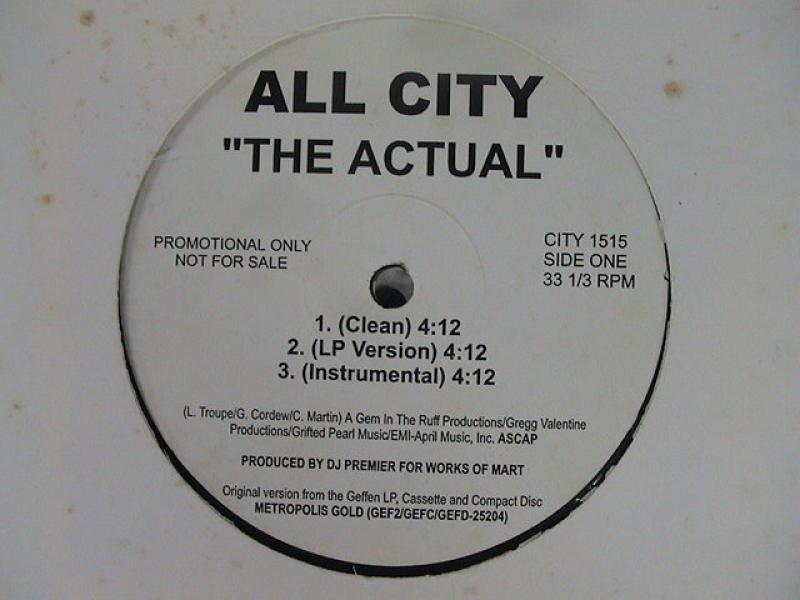 ALL CITY
"THE ACTUAL"
PROMOTIONAL ONLY
NOT FOR SALE
CITY 1515
SIDE ONE
33 1/3 RPM
1. (Clean) 4:12
2. (LP Version) 4:12
3. (Instrumental) 4:12
(L. Troupe/G. Cordew/C. Martin) A Gem In The Ruff Productions/Gregg Valentine
Productions/Grifted Pearl Music/EMI-April Music, Inc. ASCAP
PRODUCED BY DJ PREMIER FOR WORKS OF MART
Original version from the Geffen LP, Cassette and Compact Disc
METROPOLIS GOLD (GEF2/GEFC/GEFD-25204)